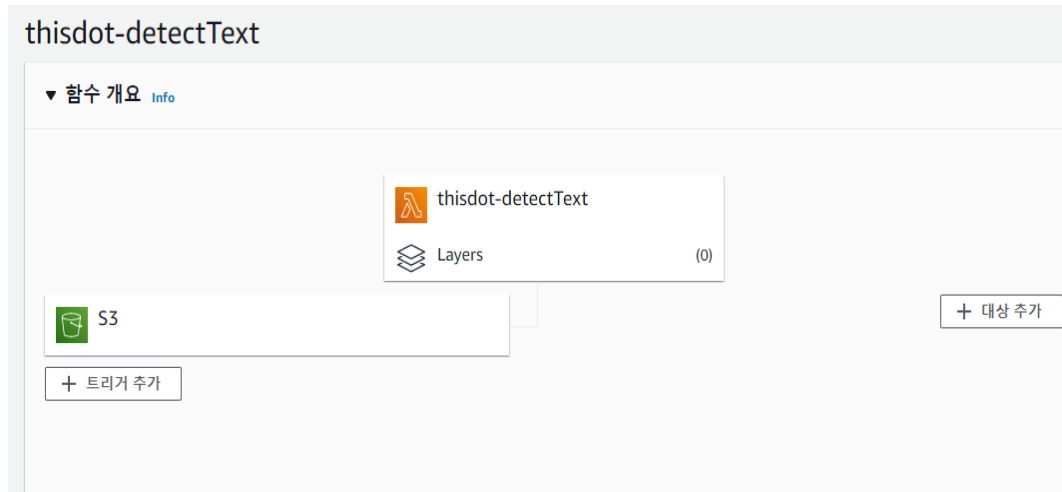 thisdot-detectText
▼ 함수 개요 Info
thisdot-detectText
Layers (0)
S3
+ 대상 추가
+ 트리거 추가